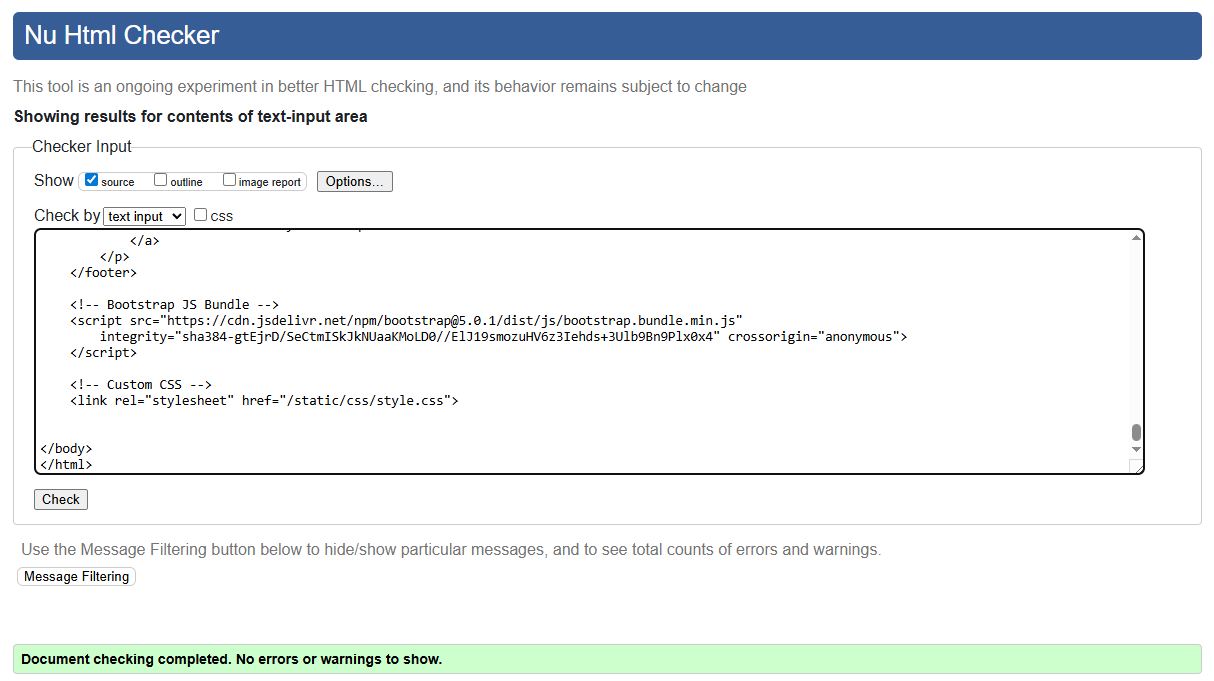 Nu Html Checker
This tool is an ongoing experiment in better HTML checking, and its behavior remains subject to change
Showing results for contents of text-input area
Checker Input
Show source outline image report Options...
Check by text input css
</a>
</p>
</footer>
<!-- Bootstrap JS Bundle -->
<script src="https://cdn.jsdelivr.net/npm/bootstrap@5.0.1/dist/js/bootstrap.bundle.min.js"
integrity="sha384-gtEjrD/SeCtmISkJkNUaaKMoLD0//ElJ19smozuHV6z3Iehds+3Ulb9Bn9Plx0x4" crossorigin="anonymous">
</script>
<!-- Custom CSS -->
<link rel="stylesheet" href="/static/css/style.css">
</body>
</html>
Check
Use the Message Filtering button below to hide/show particular messages, and to see total counts of errors and warnings.
Message Filtering
Document checking completed. No errors or warnings to show.